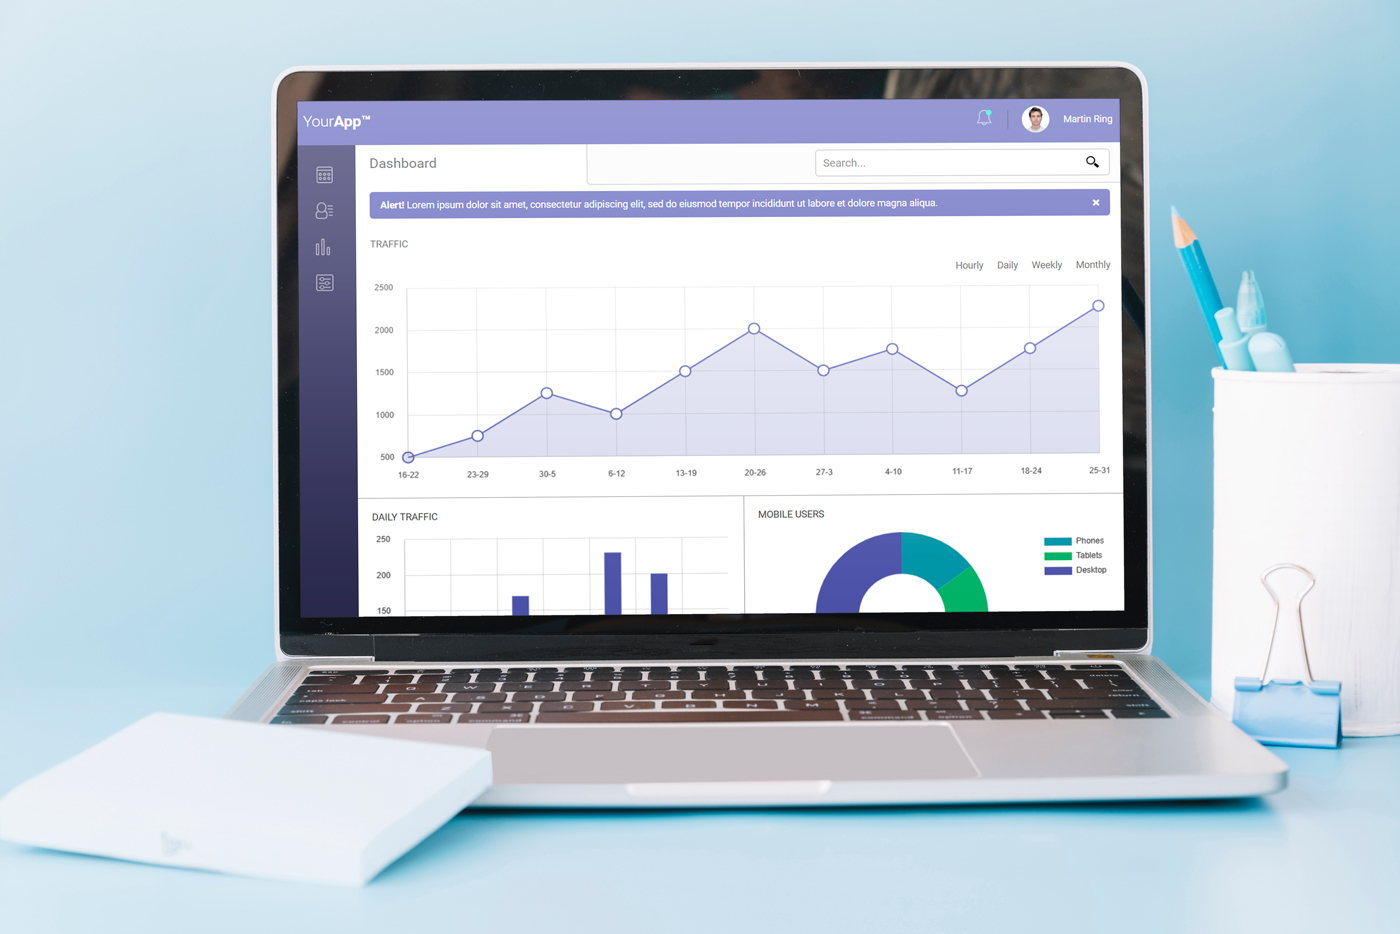 YourApp™
Martin Ring
Dashboard
Search...
Alert! Lorem ipsum dolor sit amet, consectetur adipiscing elit, sed do eiusmod tempor incididunt ut labore et dolore magna aliqua.
×
TRAFFIC
Hourly Daily Weekly Monthly
2500
2000
1500
1000
500
16-22 23-29 30-5 6-12 13-19 20-26 27-3 4-10 11-17 18-24 25-31
DAILY TRAFFIC
250
200
150
MOBILE USERS
Phones
Tablets
Desktop